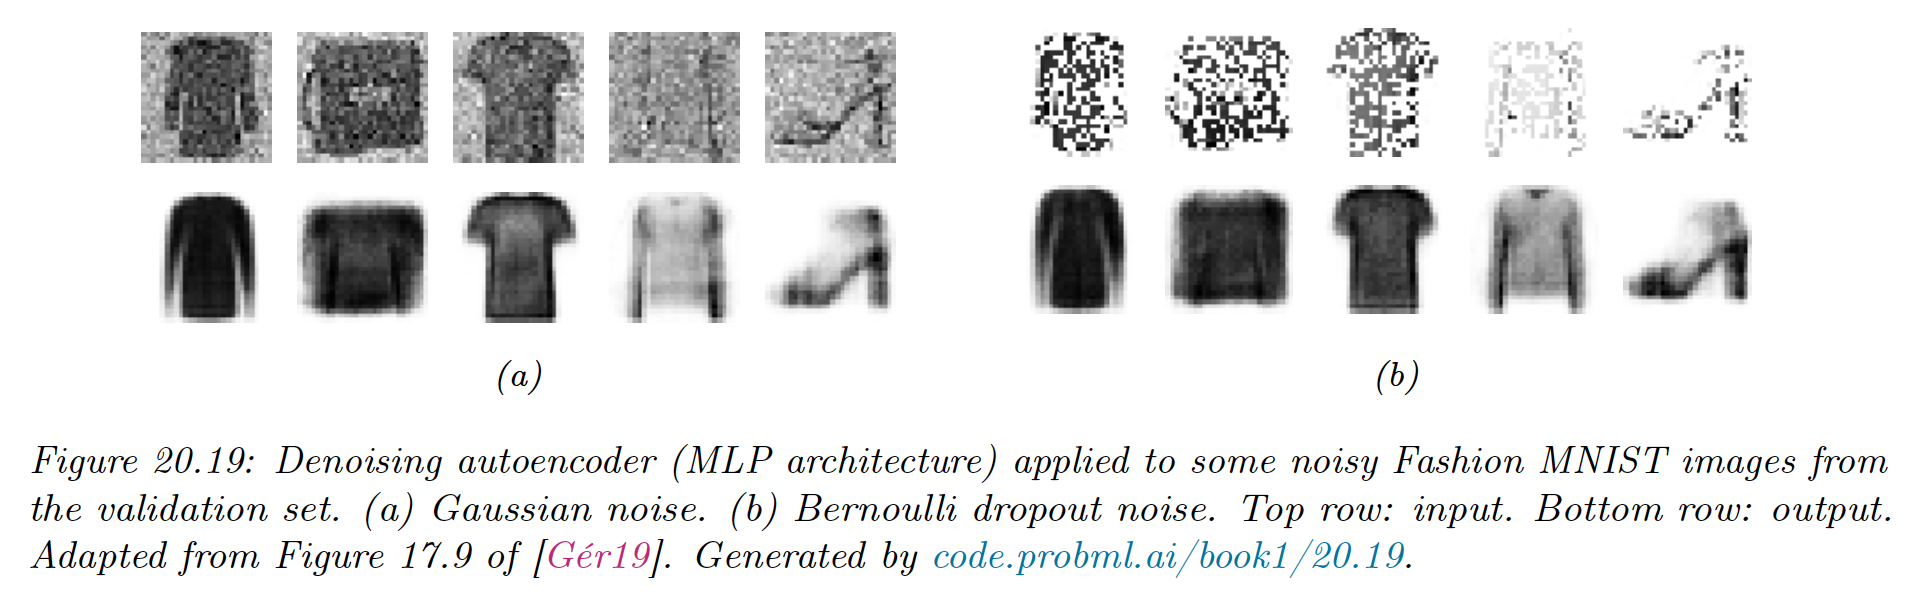 (a)
(b)
Figure 20.19: Denoising autoencoder (MLP architecture) applied to some noisy Fashion MNIST images from
the validation set. (a) Gaussian noise. (b) Bernoulli dropout noise. Top row: input. Bottom row: output.
Adapted from Figure 17.9 of [Gér19]. Generated by code.probml.ai/book1/20.19.